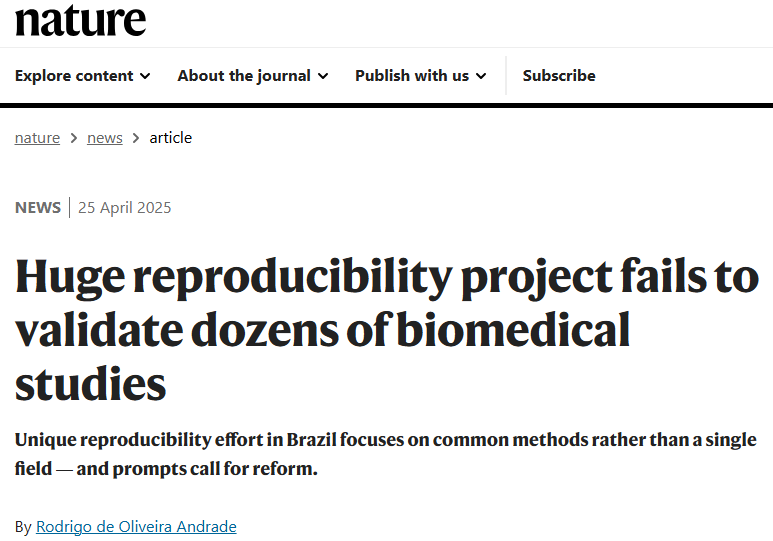 nature
Explore content About the journal Publish with us Subscribe
nature > news > article
NEWS | 25 April 2025
Huge reproducibility project fails to
validate dozens of biomedical
studies
Unique reproducibility effort in Brazil focuses on common methods rather than a single
field — and prompts call for reform.
By Rodrigo de Oliveira Andrade